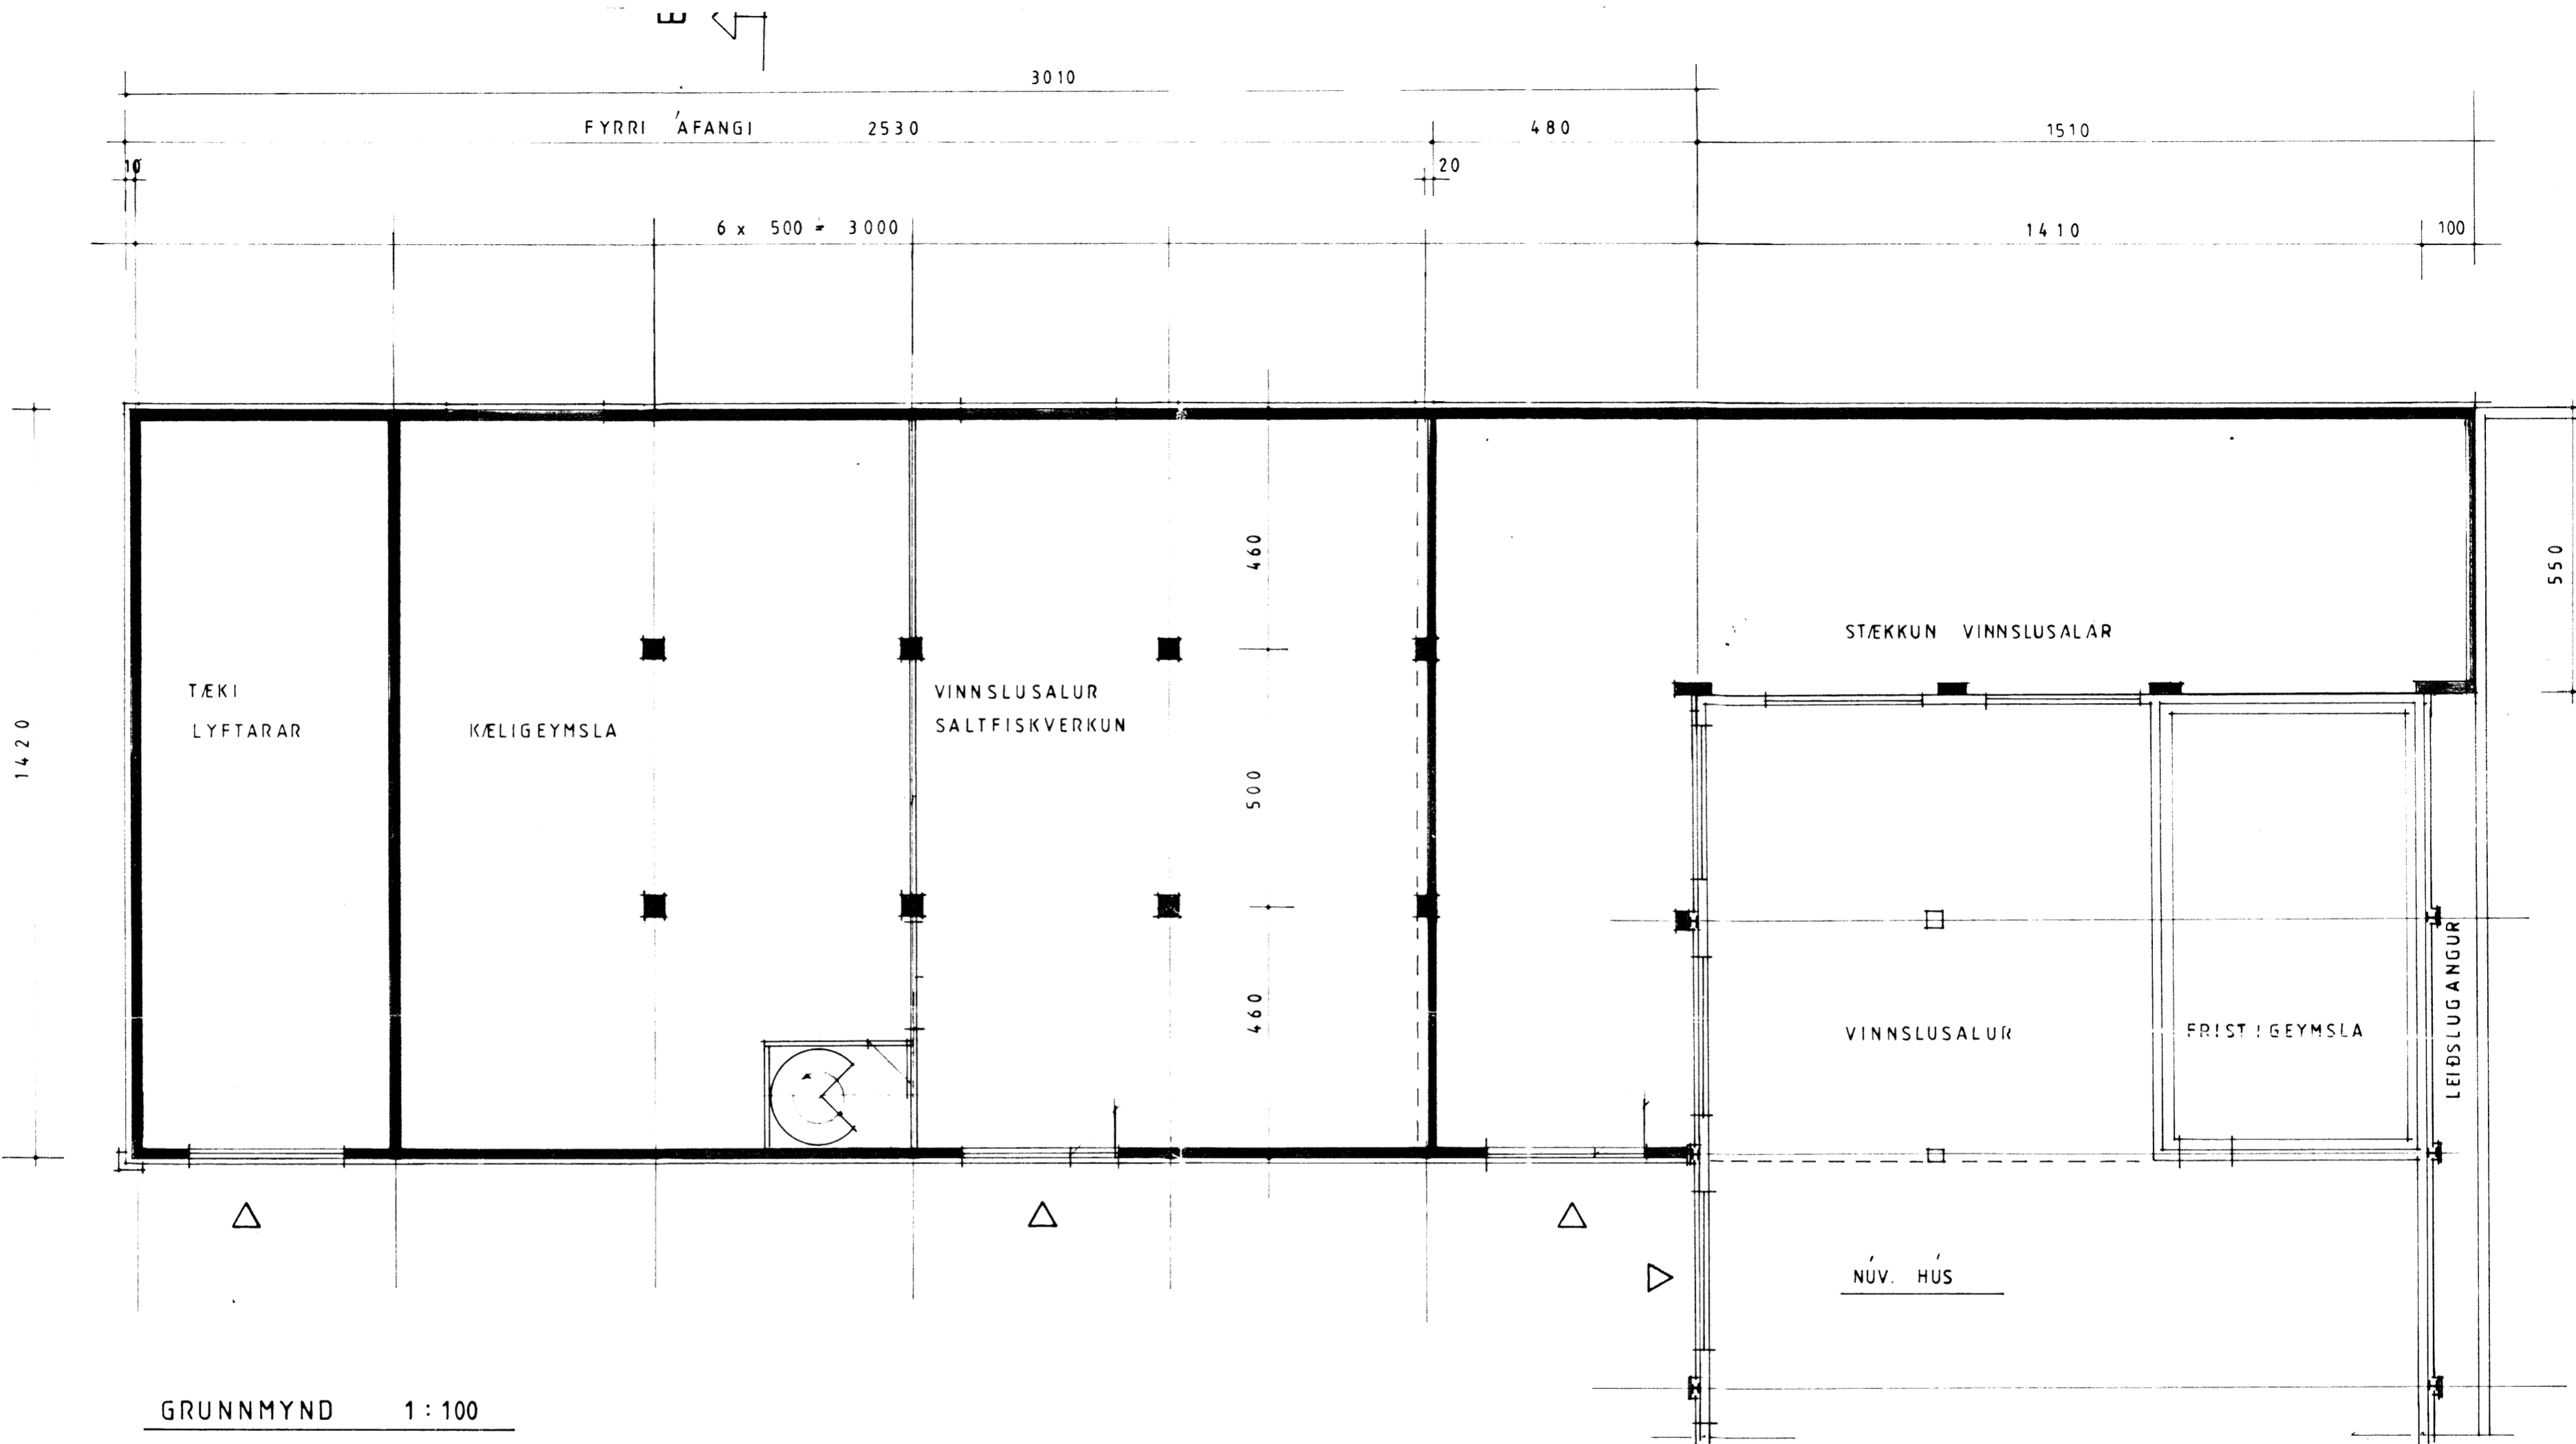 E
3010
FYRRI ÁFANGI 2530 480 1510
10 20
6 x 500 = 3000 1410 100
460
550
STÆKKUN VINNSLUSALAR
TÆKI
LYFTARAR
KÆLIGEYMSLA
VINNSLUSALUR
SALTFISKVERKUN
1420
500
460
VINNSLUSALUR
FRISTIGEYMSLA
LEIÐSLUGANGUR
NÚV. HÚS
GRUNNMYND 1:100